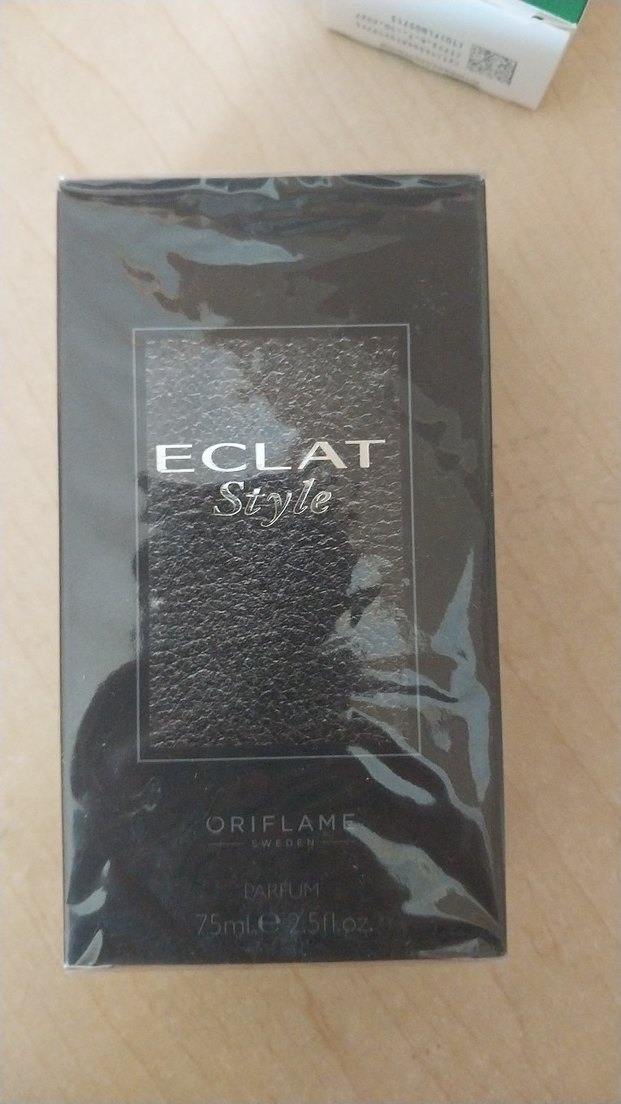 ECLAT
Style
ORIFLAME
SWEDEN
PARFUM
75ml.℮ 2.5fl.oz.